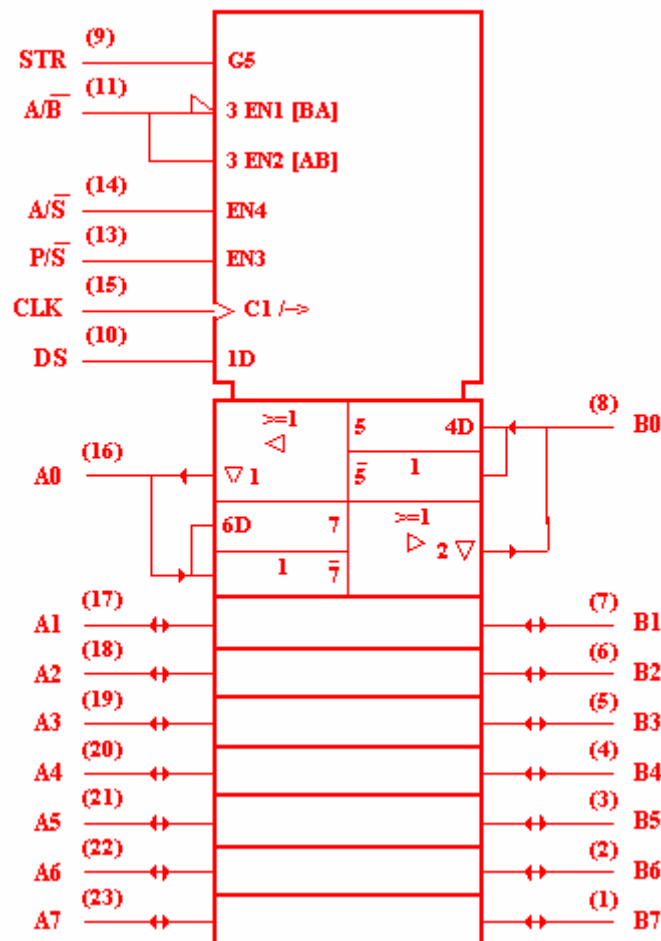 (9)
STR G5
(11)
A/B̅ 3 EN1 [BA]
3 EN2 [AB]
(14)
A/S̅ EN4
(13)
P/S̅ EN3
(15)
CLK C1 /->
(10)
DS 1D
>=1 5 4D (8) B0
(16)
A0 ▽ 1 5̅ 1
6D 7 >=1
2 ▽
1 7̅
(17) (7)
A1 B1
(18) (6)
A2 B2
(19) (5)
A3 B3
(20) (4)
A4 B4
(21) (3)
A5 B5
(22) (2)
A6 B6
(23) (1)
A7 B7